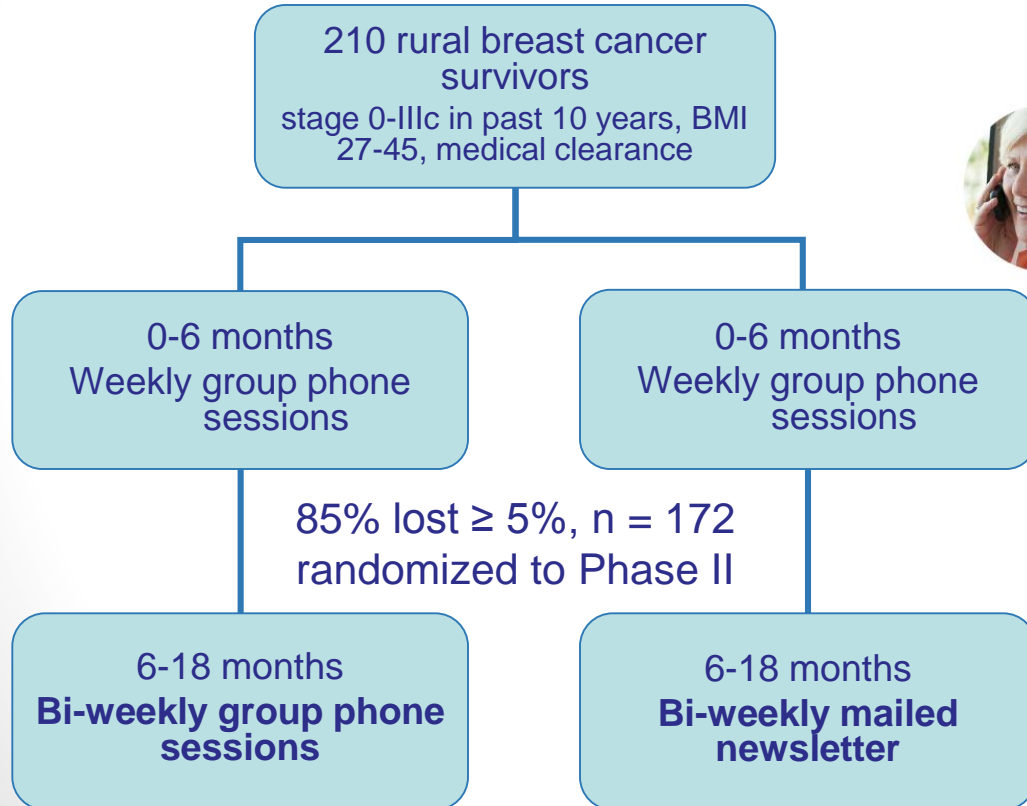 210 rural breast cancer
survivors
stage 0-IIIc in past 10 years, BMI
27-45, medical clearance
0-6 months
Weekly group phone
sessions
0-6 months
Weekly group phone
sessions
85% lost ≥ 5%, n = 172
randomized to Phase II
6-18 months
Bi-weekly group phone
sessions
6-18 months
Bi-weekly mailed
newsletter